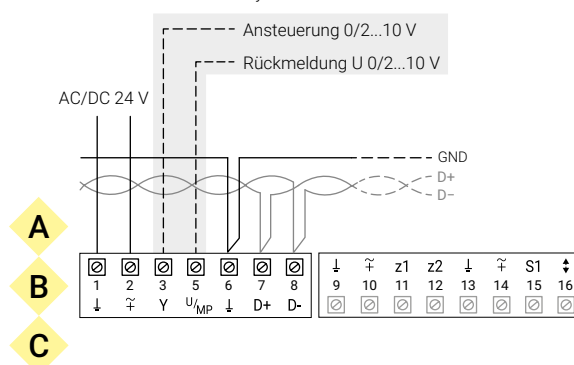 Ansteuerung 0/2...10 V
Rückmeldung U 0/2...10 V
AC/DC 24 V
GND
D+
D−
A
B
C
1 2 3 5 6 7 8
⏚ ≂ Y U/MP ⏚ D+ D-
⏚ ≂ z1 z2 ⏚ ≂ S1 ⬍
9 10 11 12 13 14 15 16